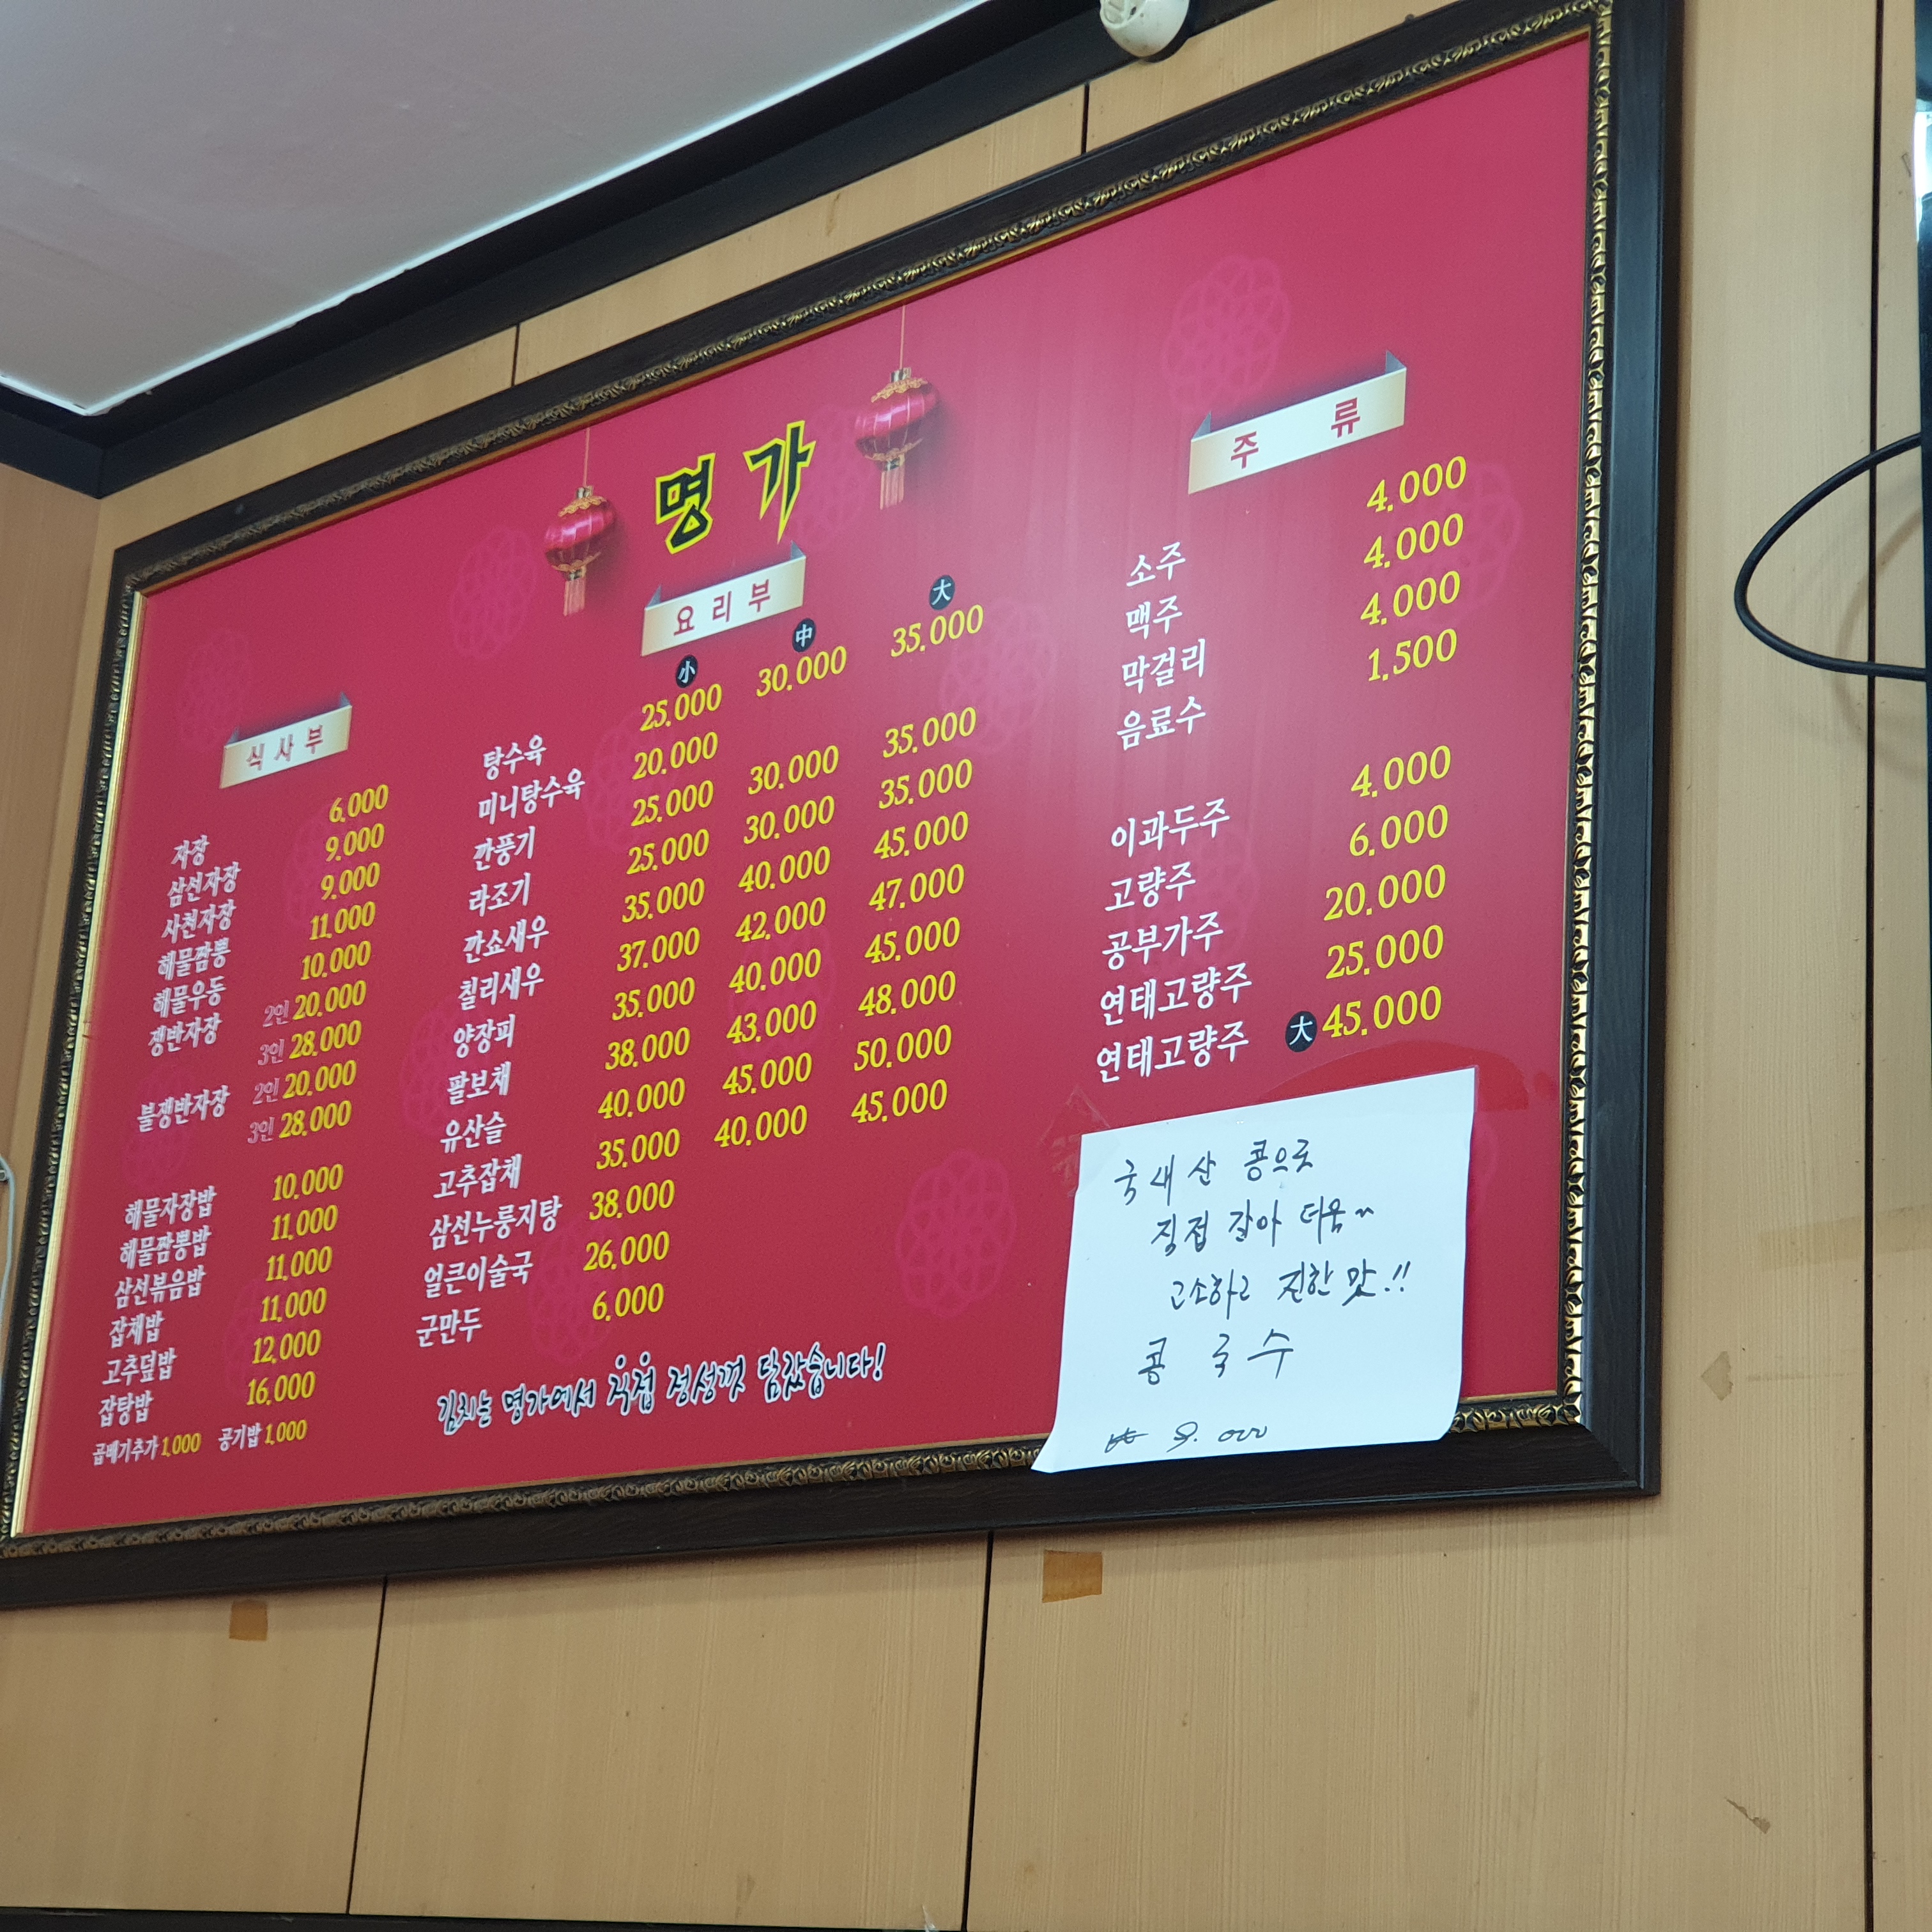 명가
식사부
자장 6.000
삼선자장 9.000
사천자장 9.000
해물짬뽕 11.000
해물우동 10.000
쟁반자장 2인 20.000
3인 28.000
불쟁반자장 2인 20.000
3인 28.000
해물자장밥 10.000
해물짬뽕밥 11.000
삼선볶음밥 11.000
잡채밥 11.000
고추덮밥 12.000
잡탕밥 16.000
곱배기추가 1.000 공기밥 1.000
요리부
小 中 大
탕수육 25.000 30.000 35.000
미니탕수육 20.000
깐풍기 25.000 30.000 35.000
라조기 25.000 30.000 35.000
깐쇼새우 35.000 40.000 45.000
칠리새우 37.000 42.000 47.000
양장피 35.000 40.000 45.000
팔보채 38.000 43.000 48.000
유산슬 40.000 45.000 50.000
고추잡채 35.000 40.000 45.000
삼선누룽지탕 38.000
얼큰이술국 26.000
군만두 6.000
김치는 명가에서 직접 정성껏 담갔습니다!
주류
소주 4.000
맥주 4.000
막걸리 4.000
음료수 1.500
이과두주 4.000
고량주 6.000
공부가주 20.000
연태고량주 25.000
연태고량주 大 45.000
국내산 콩으로
직접 갈아
고소하고 진한 맛!!
콩국수